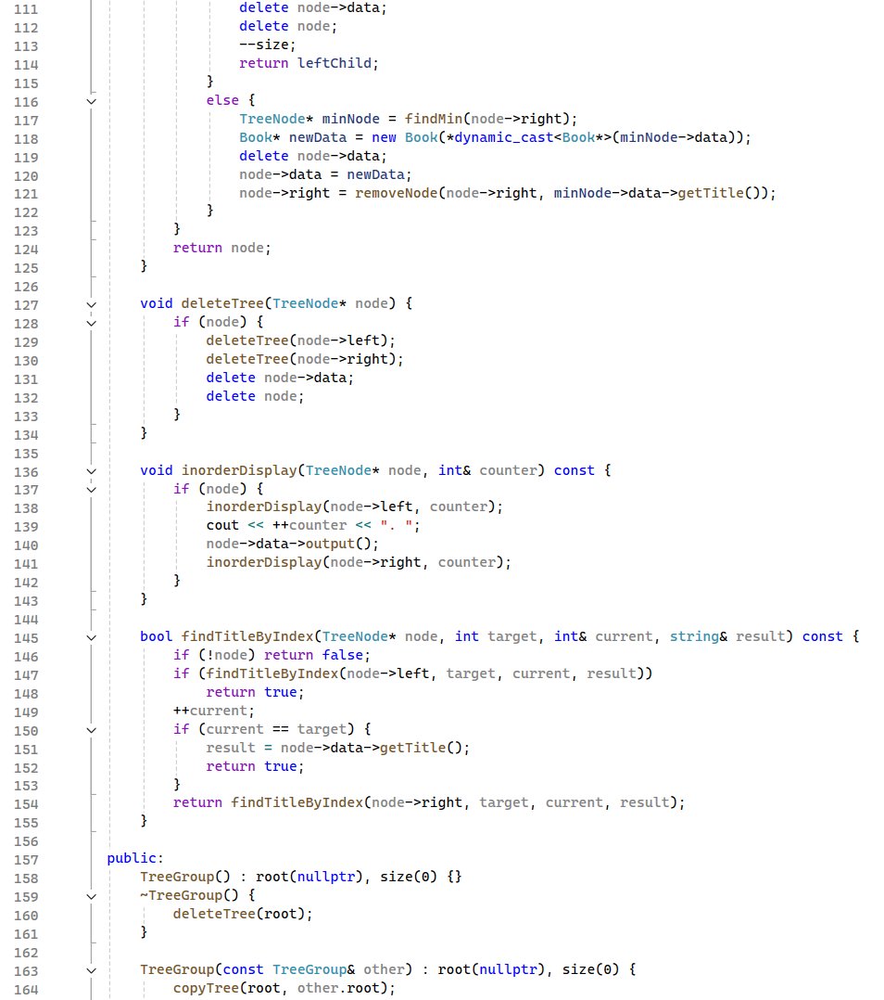 111                         delete node->data;
112                         delete node;
113                         --size;
114                         return leftChild;
115                     }
116                     else {
117                         TreeNode* minNode = findMin(node->right);
118                         Book* newData = new Book(*dynamic_cast<Book*>(minNode->data));
119                         delete node->data;
120                         node->data = newData;
121                         node->right = removeNode(node->right, minNode->data->getTitle());
122                     }
123                 }
124                 return node;
125             }
126
127             void deleteTree(TreeNode* node) {
128                 if (node) {
129                     deleteTree(node->left);
130                     deleteTree(node->right);
131                     delete node->data;
132                     delete node;
133                 }
134             }
135
136             void inorderDisplay(TreeNode* node, int& counter) const {
137                 if (node) {
138                     inorderDisplay(node->left, counter);
139                     cout << ++counter << ". ";
140                     node->data->output();
141                     inorderDisplay(node->right, counter);
142                 }
143             }
144
145             bool findTitleByIndex(TreeNode* node, int target, int& current, string& result) const {
146                 if (!node) return false;
147                 if (findTitleByIndex(node->left, target, current, result))
148                     return true;
149                 ++current;
150                 if (current == target) {
151                     result = node->data->getTitle();
152                     return true;
153                 }
154                 return findTitleByIndex(node->right, target, current, result);
155             }
156
157         public:
158             TreeGroup() : root(nullptr), size(0) {}
159             ~TreeGroup() {
160                 deleteTree(root);
161             }
162
163             TreeGroup(const TreeGroup& other) : root(nullptr), size(0) {
164                 copyTree(root, other.root);